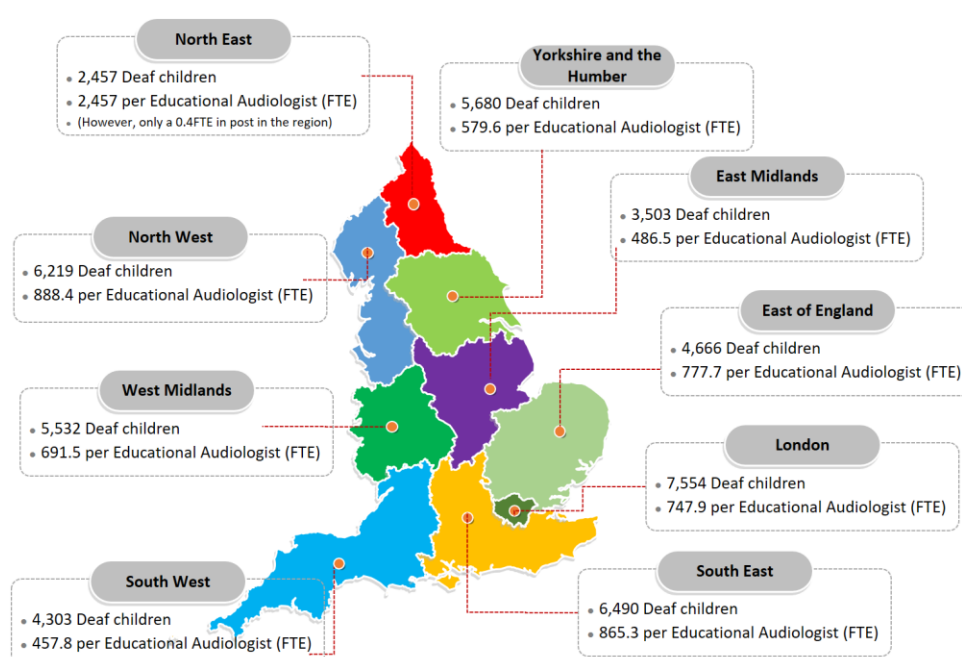 North East
• 2,457 Deaf children
• 2,457 per Educational Audiologist (FTE)
• (However, only a 0.4FTE in post in the region)
Yorkshire and the
Humber
• 5,680 Deaf children
• 579.6 per Educational Audiologist (FTE)
East Midlands
• 3,503 Deaf children
• 486.5 per Educational Audiologist (FTE)
North West
• 6,219 Deaf children
• 888.4 per Educational Audiologist (FTE)
East of England
• 4,666 Deaf children
• 777.7 per Educational Audiologist (FTE)
West Midlands
• 5,532 Deaf children
• 691.5 per Educational Audiologist (FTE)
London
• 7,554 Deaf children
• 747.9 per Educational Audiologist (FTE)
South West
• 4,303 Deaf children
• 457.8 per Educational Audiologist (FTE)
South East
• 6,490 Deaf children
• 865.3 per Educational Audiologist (FTE)